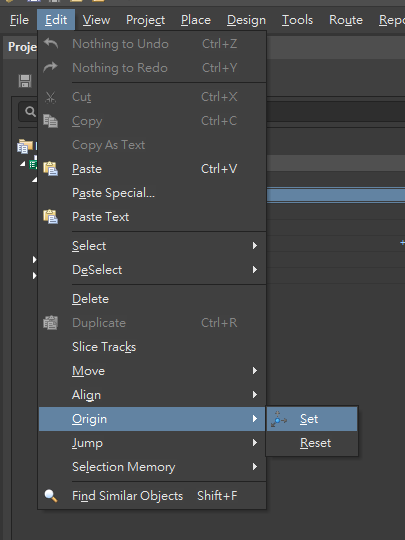 File Edit View Project Place Design Tools Route Repo
Proje
Nothing to Undo Ctrl+Z
Nothing to Redo Ctrl+Y
Cut Ctrl+X
Copy Ctrl+C
Copy As Text
Paste Ctrl+V
Paste Special...
Paste Text
Select
DeSelect
Delete
Duplicate Ctrl+R
Slice Tracks
Move
Align
Origin Set
Jump Reset
Selection Memory
Find Similar Objects Shift+F